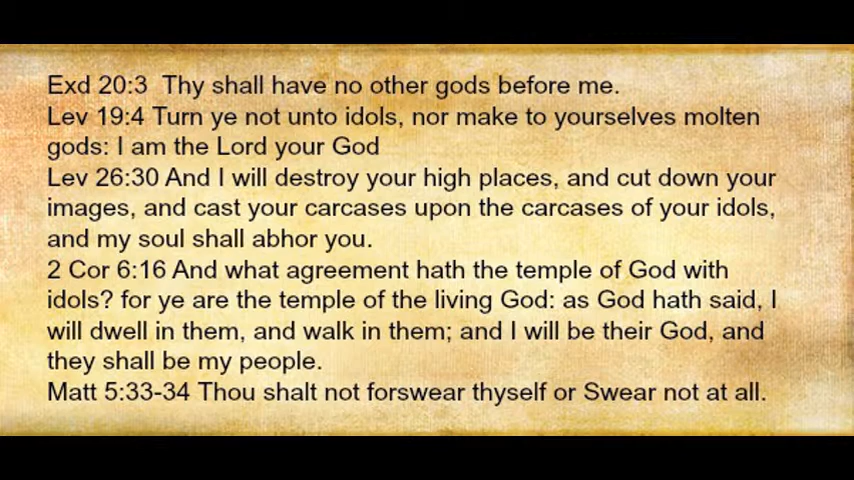 Exd 20:3  Thy shall have no other gods before me.
Lev 19:4 Turn ye not unto idols, nor make to yourselves molten
gods: I am the Lord your God
Lev 26:30 And I will destroy your high places, and cut down your
images, and cast your carcases upon the carcases of your idols,
and my soul shall abhor you.
2 Cor 6:16 And what agreement hath the temple of God with
idols? for ye are the temple of the living God: as God hath said, I
will dwell in them, and walk in them; and I will be their God, and
they shall be my people.
Matt 5:33-34 Thou shalt not forswear thyself or Swear not at all.